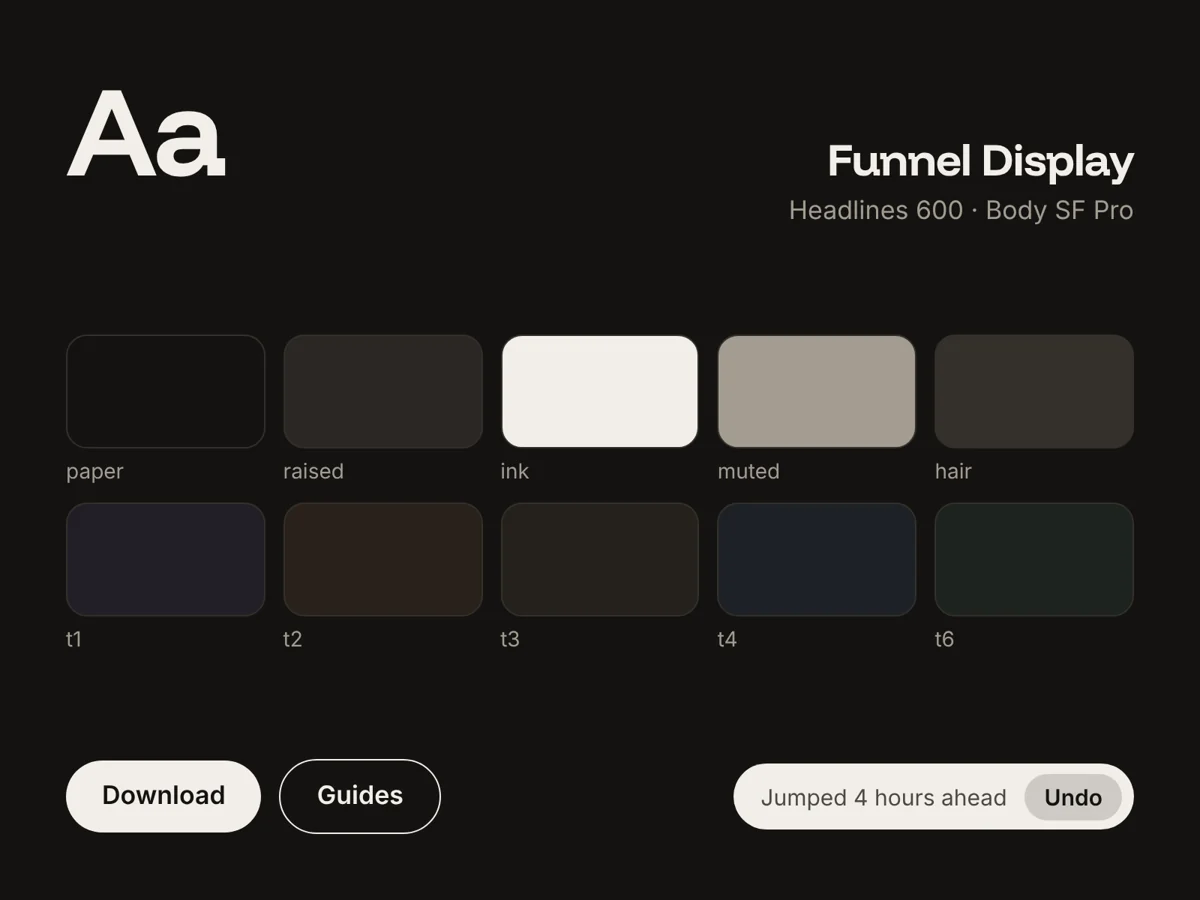 Aa
Funnel Display
Headlines 600 · Body SF Pro
paper
raised
ink
muted
hair
t1
t2
t3
t4
t6
Download
Guides
Jumped 4 hours ahead
Undo